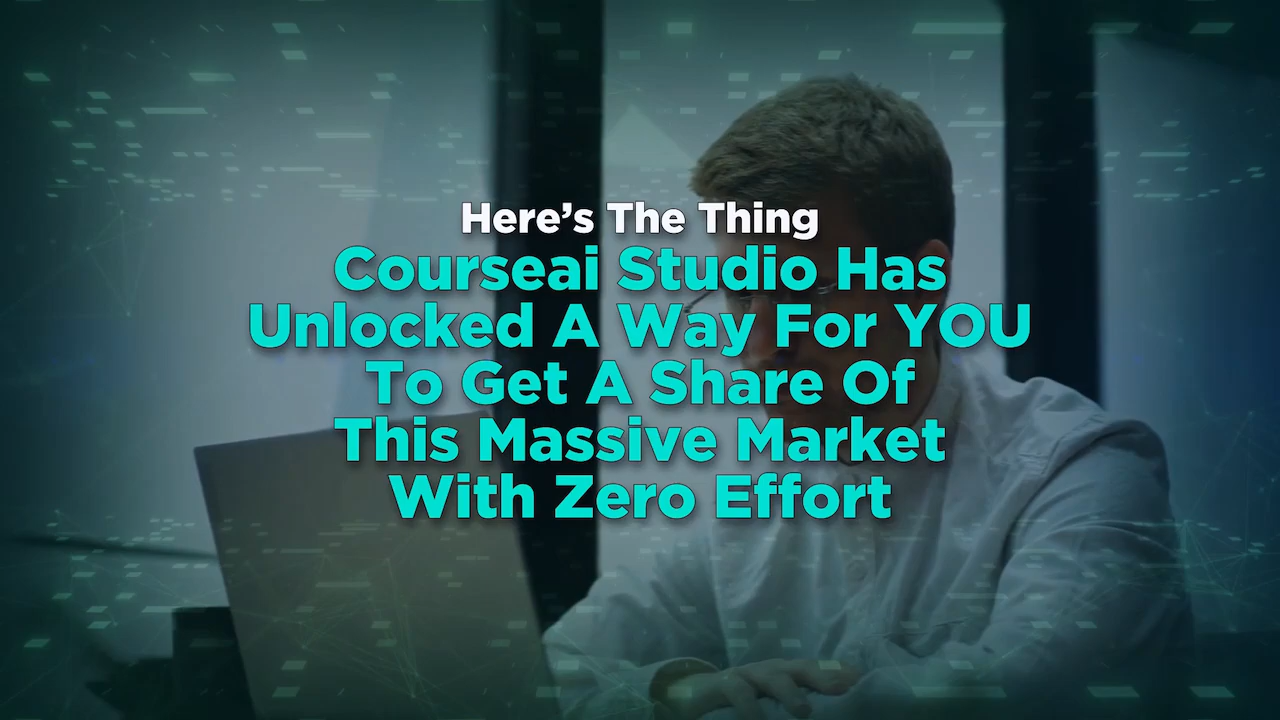 Here's The Thing
Courseai Studio Has
Unlocked A Way For YOU
To Get A Share Of
This Massive Market
With Zero Effort